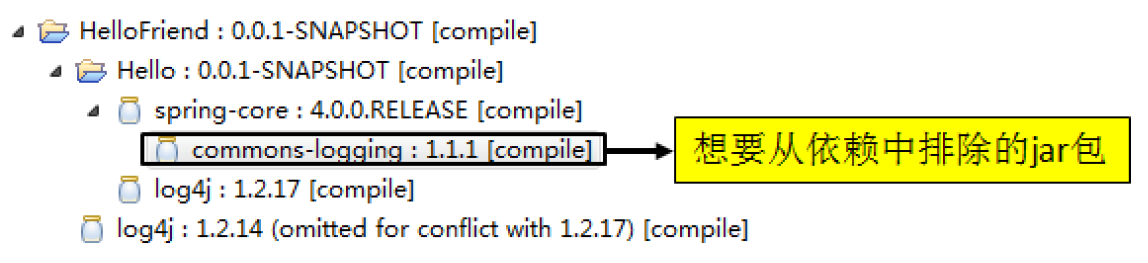 HelloFriend : 0.0.1-SNAPSHOT [compile]
Hello : 0.0.1-SNAPSHOT [compile]
spring-core : 4.0.0.RELEASE [compile]
commons-logging : 1.1.1 [compile]
想要从依赖中排除的jar包
log4j : 1.2.17 [compile]
log4j : 1.2.14 (omitted for conflict with 1.2.17) [compile]